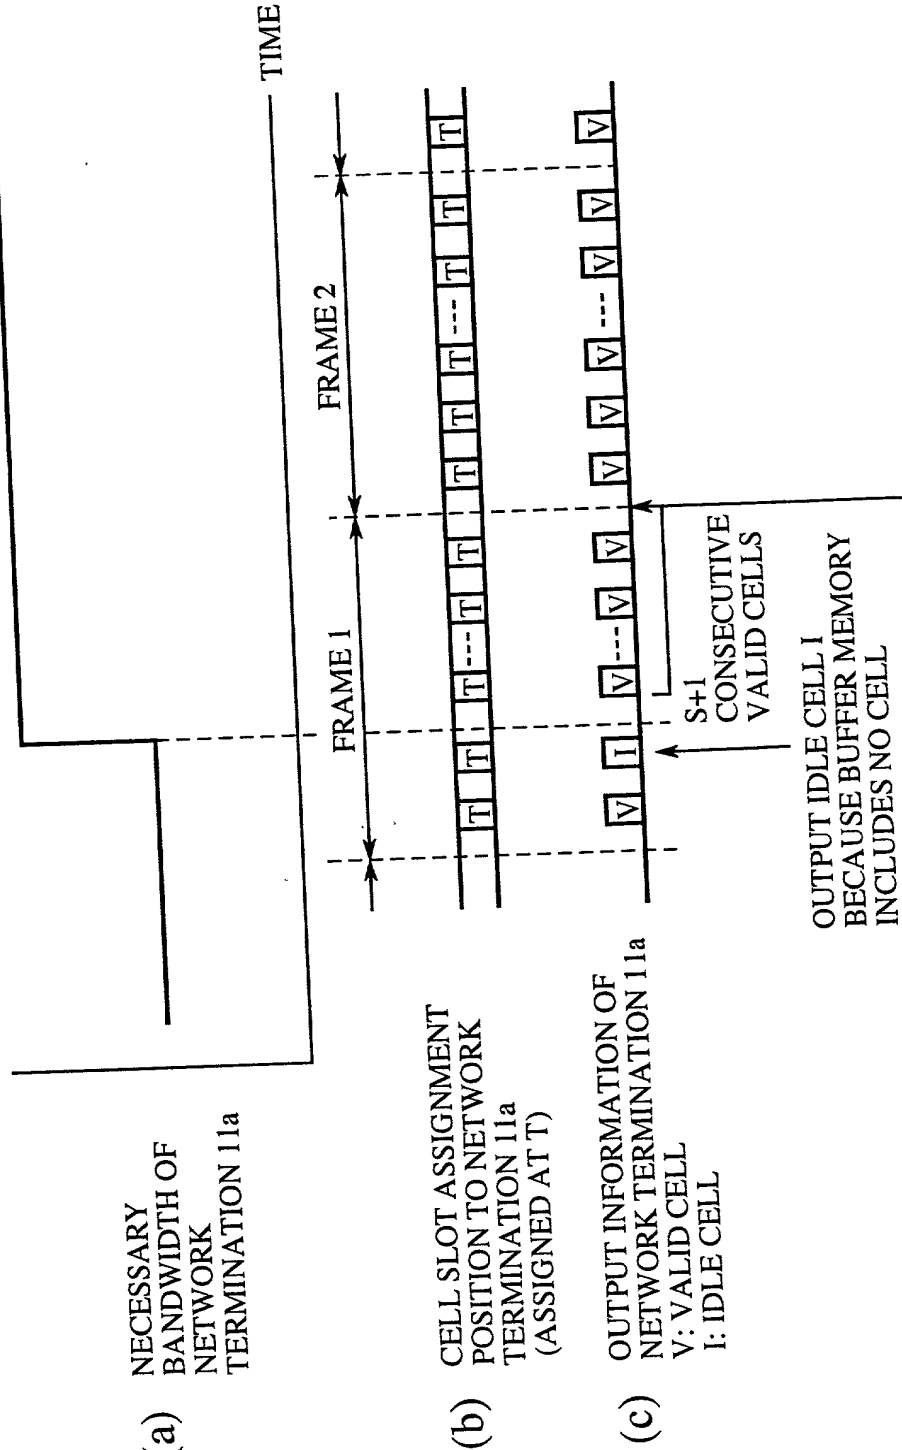 (a) NECESSARY
BANDWIDTH OF
NETWORK
TERMINATION 11a
TIME
FRAME 1
FRAME 2
(b) CELL SLOT ASSIGNMENT
POSITION TO NETWORK
TERMINATION 11a
(ASSIGNED AT T)
T T T --- T T T T T --- T T T
(c) OUTPUT INFORMATION OF
NETWORK TERMINATION 11a
V: VALID CELL
I: IDLE CELL
V I V --- V V V V V --- V V V
S+1
CONSECUTIVE
VALID CELLS
OUTPUT IDLE CELL I
BECAUSE BUFFER MEMORY
INCLUDES NO CELL